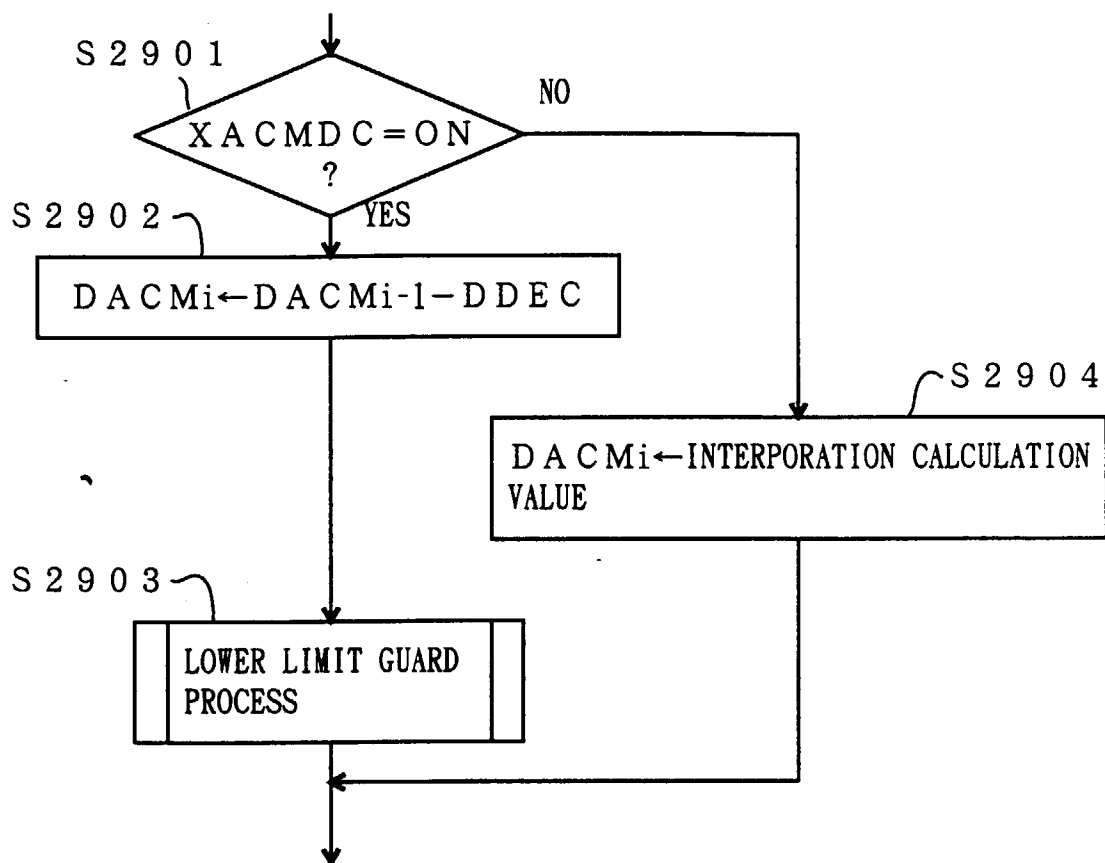 S2901
NO
XACMDC=ON
?
YES
S2902
DACMi←DACMi-1−DDEC
S2904
DACMi←INTERPORATION CALCULATION
VALUE
S2903
LOWER LIMIT GUARD
PROCESS